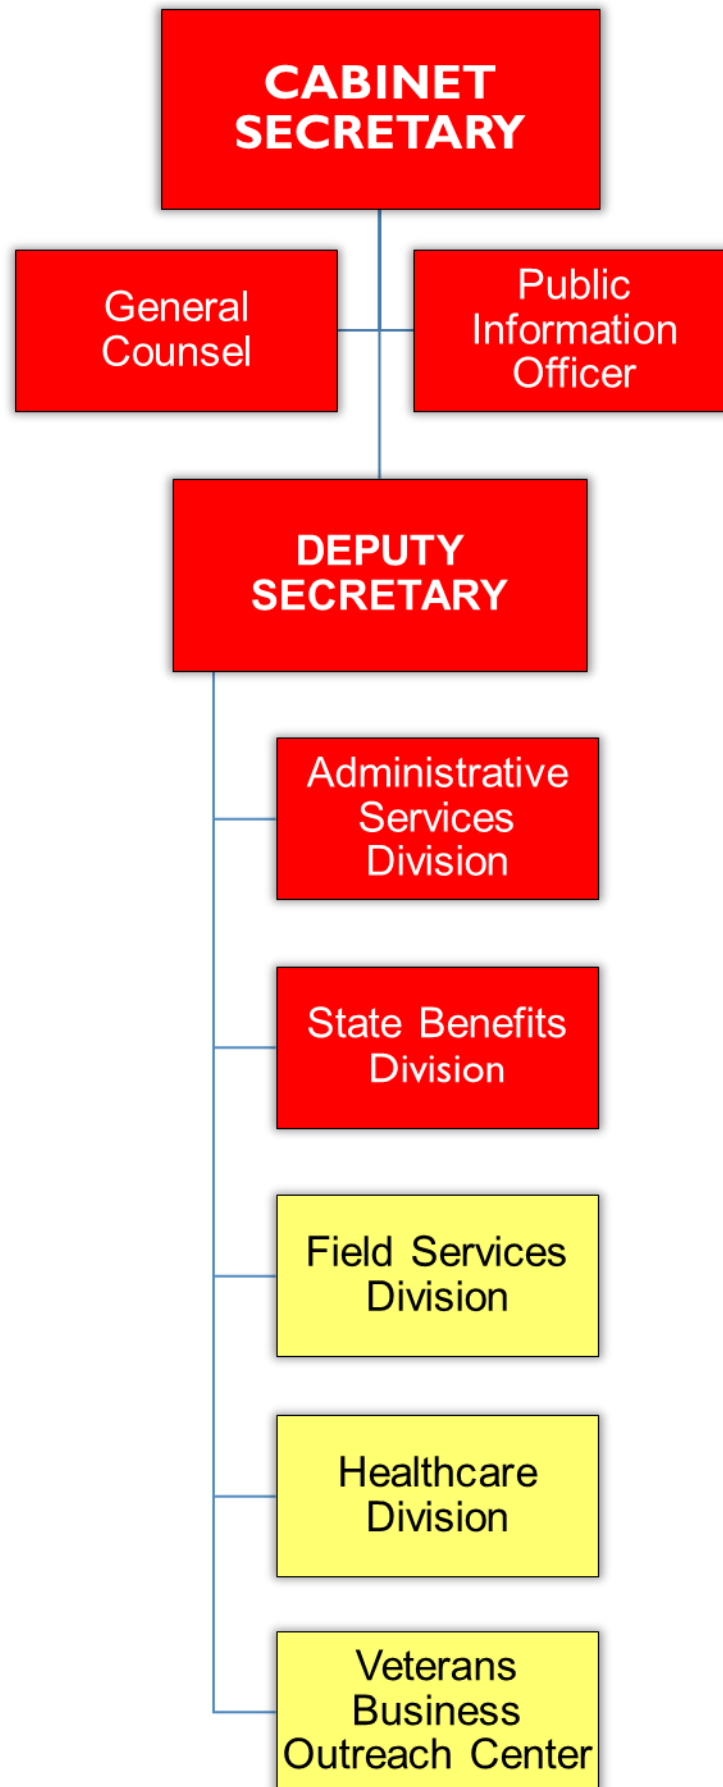 CABINET
SECRETARY
General
Counsel
Public
Information
Officer
DEPUTY
SECRETARY
Administrative
Services
Division
State Benefits
Division
Field Services
Division
Healthcare
Division
Veterans
Business
Outreach Center